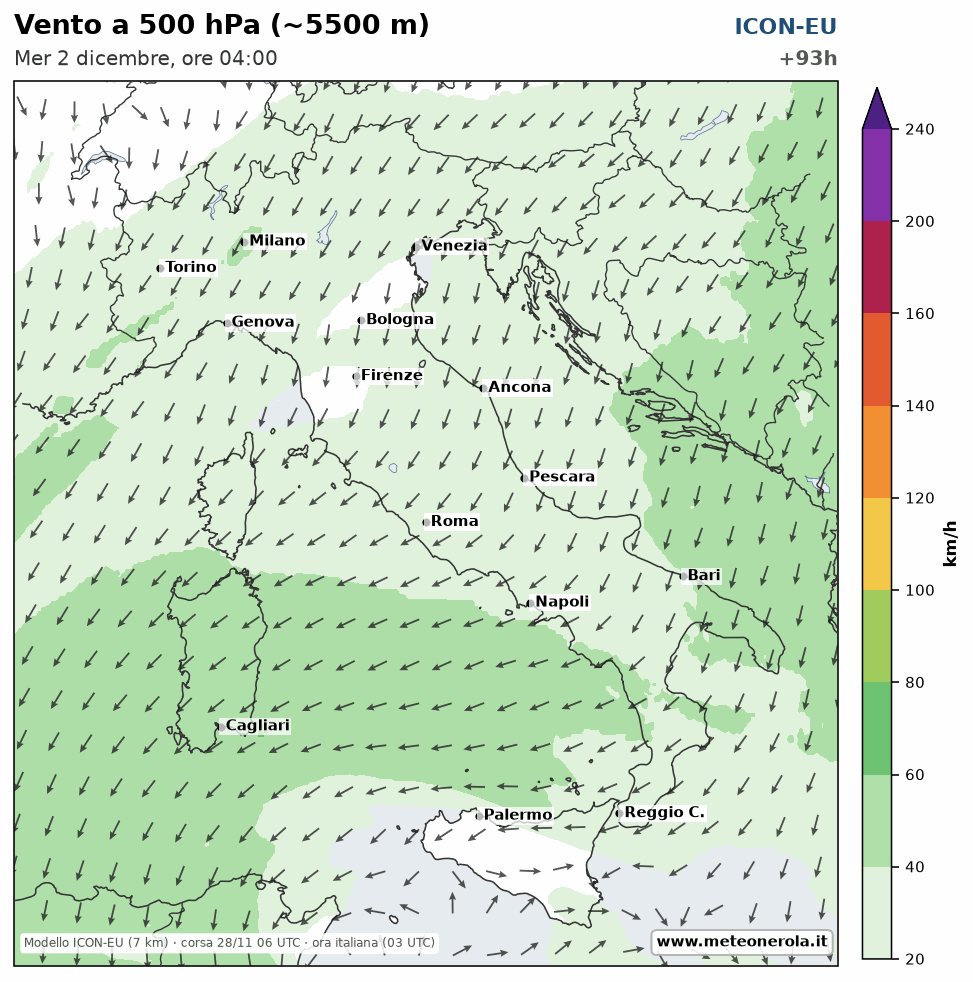 Vento a 500 hPa (~5500 m)
ICON-EU
Mer 2 dicembre, ore 04:00
+93h
Milano
Venezia
Torino
Genova
Bologna
Firenze
Ancona
Pescara
Roma
Bari
Napoli
Cagliari
Palermo
Reggio C.
240
200
160
140
120
100
80
60
40
20
km/h
Modello ICON-EU (7 km) · corsa 28/11 06 UTC · ora italiana (03 UTC)
www.meteonerola.it